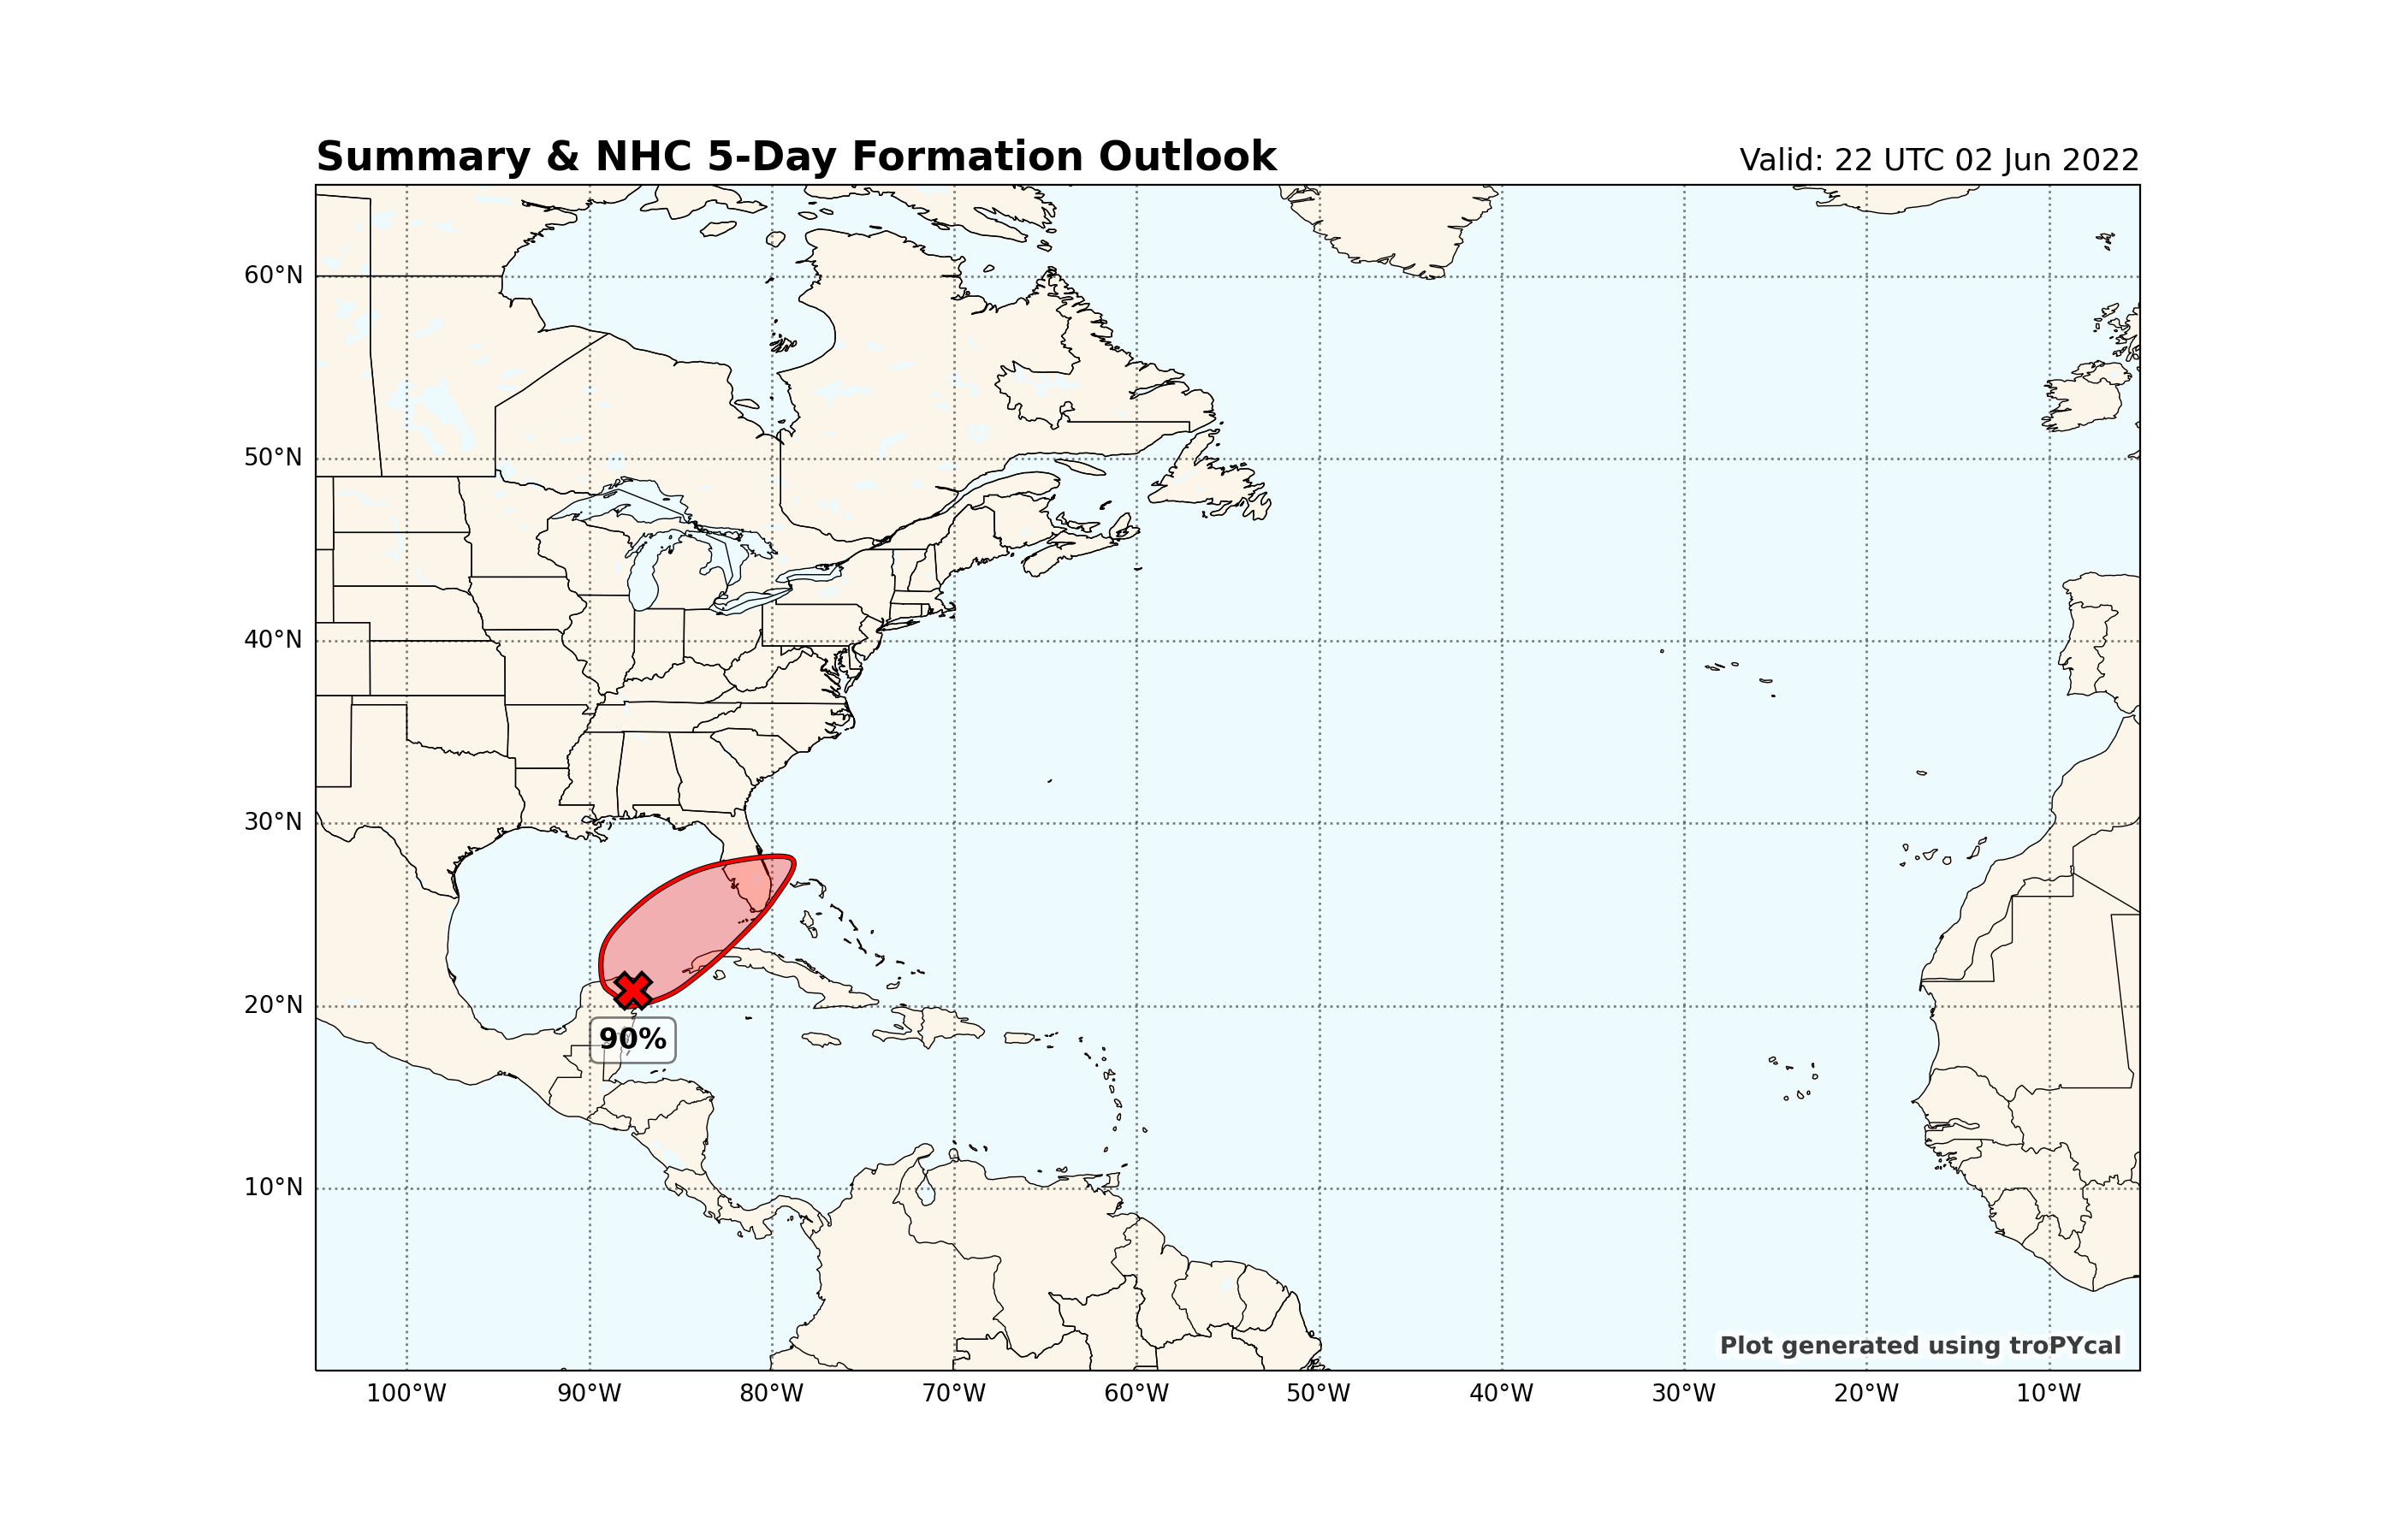 Summary & NHC 5-Day Formation Outlook
Valid: 22 UTC 02 Jun 2022
60°N
50°N
40°N
30°N
20°N
90%
10°N
Plot generated using troPYcal
100°W 90°W 80°W 70°W 60°W 50°W 40°W 30°W 20°W 10°W